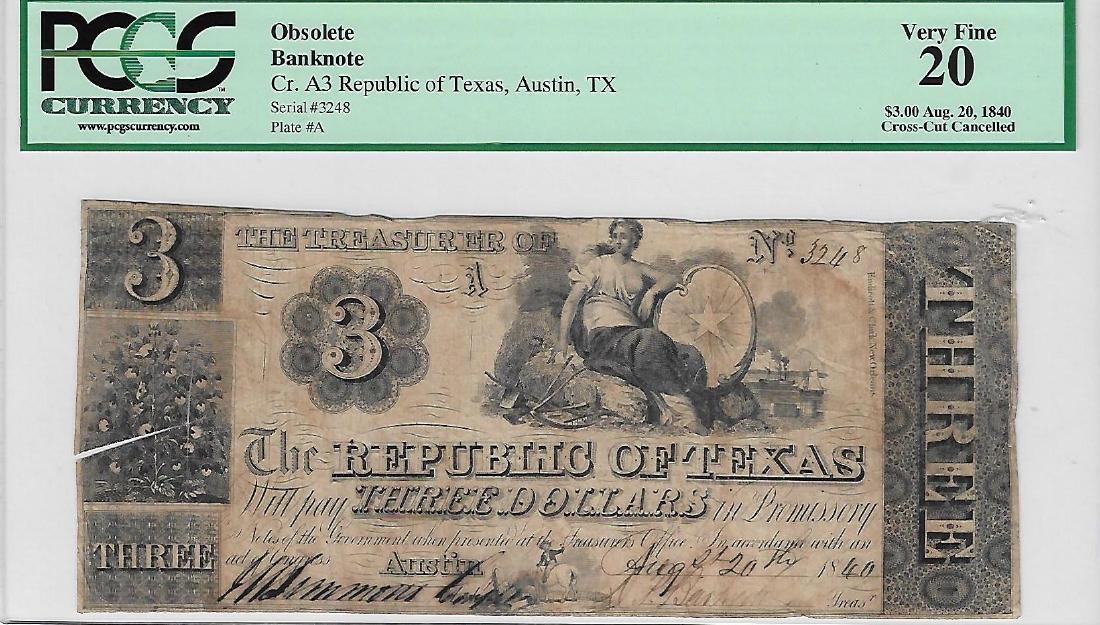 PCGS
CURRENCY
www.pcgscurrency.com
Obsolete
Banknote
Cr. A3 Republic of Texas, Austin, TX
Serial #3248
Plate #A
Very Fine
20
$3.00 Aug. 20, 1840
Cross-Cut Cancelled
3
THE TREASURER OF
A
No 3248
3
The REPUBLIC OF TEXAS
Will pay THREE DOLLARS in Promissory
Notes of the Government when presented at the Treasurers Office. In accordance with an
act of Congress
Austin
Augt 20th 1840
Treasr
THREE
THREE